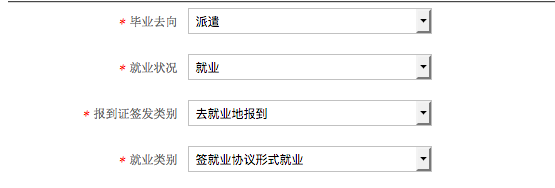 * 毕业去向 派遣
* 就业状况 就业
* 报到证签发类别 去就业地报到
* 就业类别 签就业协议形式就业